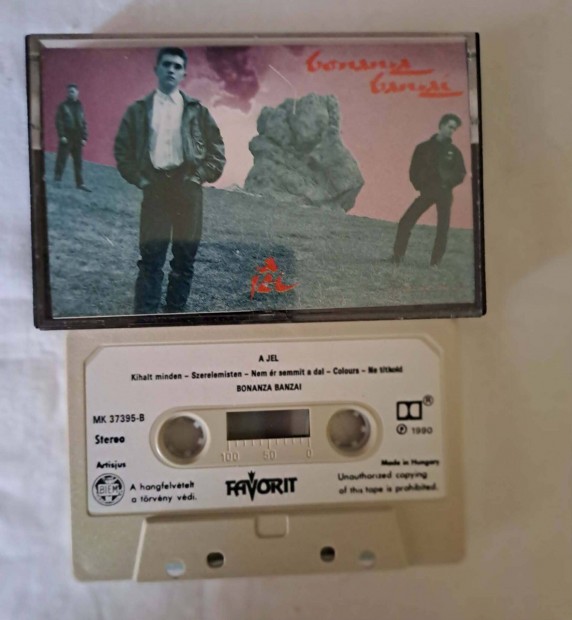 bonanza
banzai
a
jel
A JEL
Kihalt minden – Szerelemisten – Nem ér semmit a dal – Colours – Ne titkold
BONANZA BANZAI
MK 37395-B
Stereo
® 
℗ 1990
100 50 0
Artisjus
Made in Hungary
BIEM
A hangfelvételt
a törvény védi.
FAVORIT
Unauthorized copying
of this tape is prohibited.